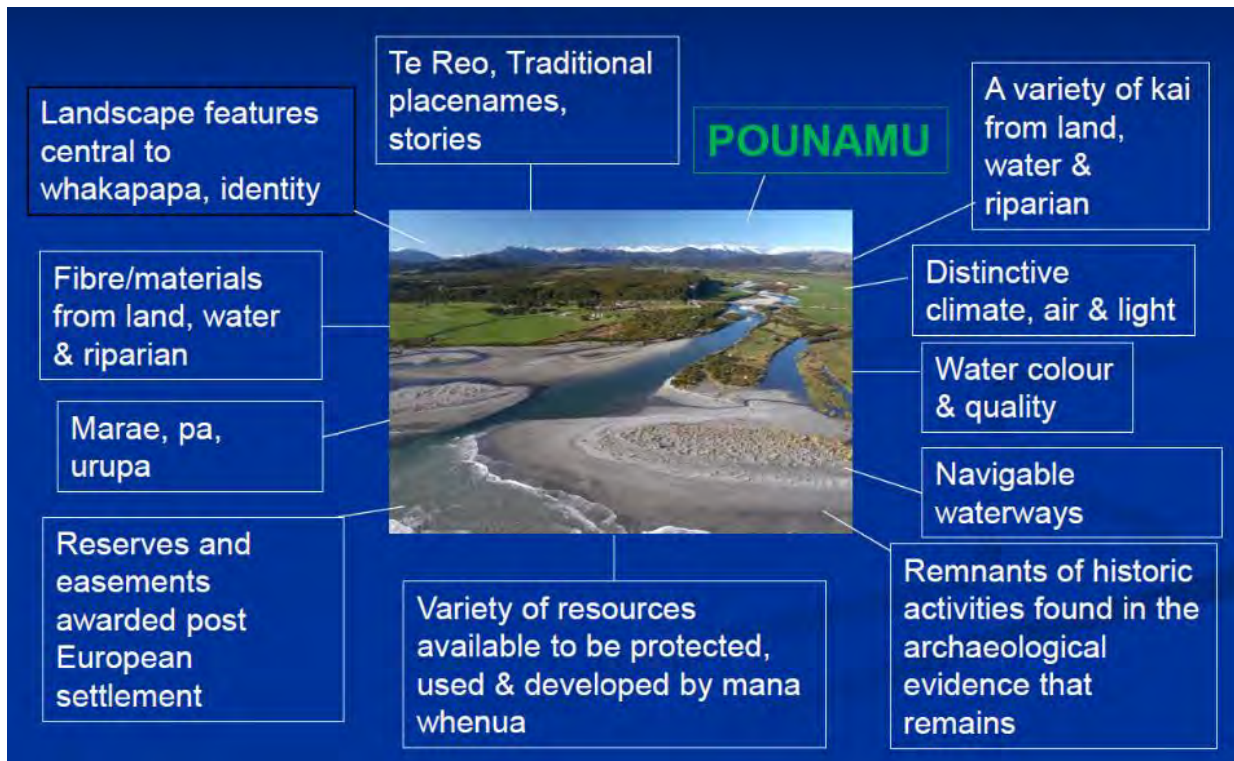 Te Reo, Traditional
placenames,
stories
Landscape features
central to
whakapapa, identity
POUNAMU
A variety of kai
from land,
water &
riparian
Fibre/materials
from land, water
& riparian
Distinctive
climate, air & light
Water colour
& quality
Marae, pa,
urupa
Navigable
waterways
Reserves and
easements
awarded post
European
settlement
Variety of resources
available to be protected,
used & developed by mana
whenua
Remnants of historic
activities found in the
archaeological
evidence that
remains